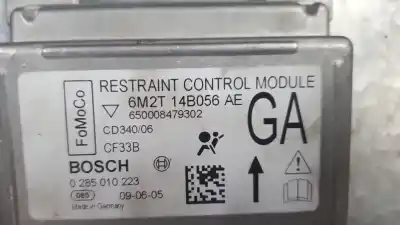 FoMoCo
RESTRAINT CONTROL MODULE
6M2T 14B056 AE
650008479302
CD340/06
CF33B
GA
BOSCH
0 285 010 223
09-06-05
Made in Germany